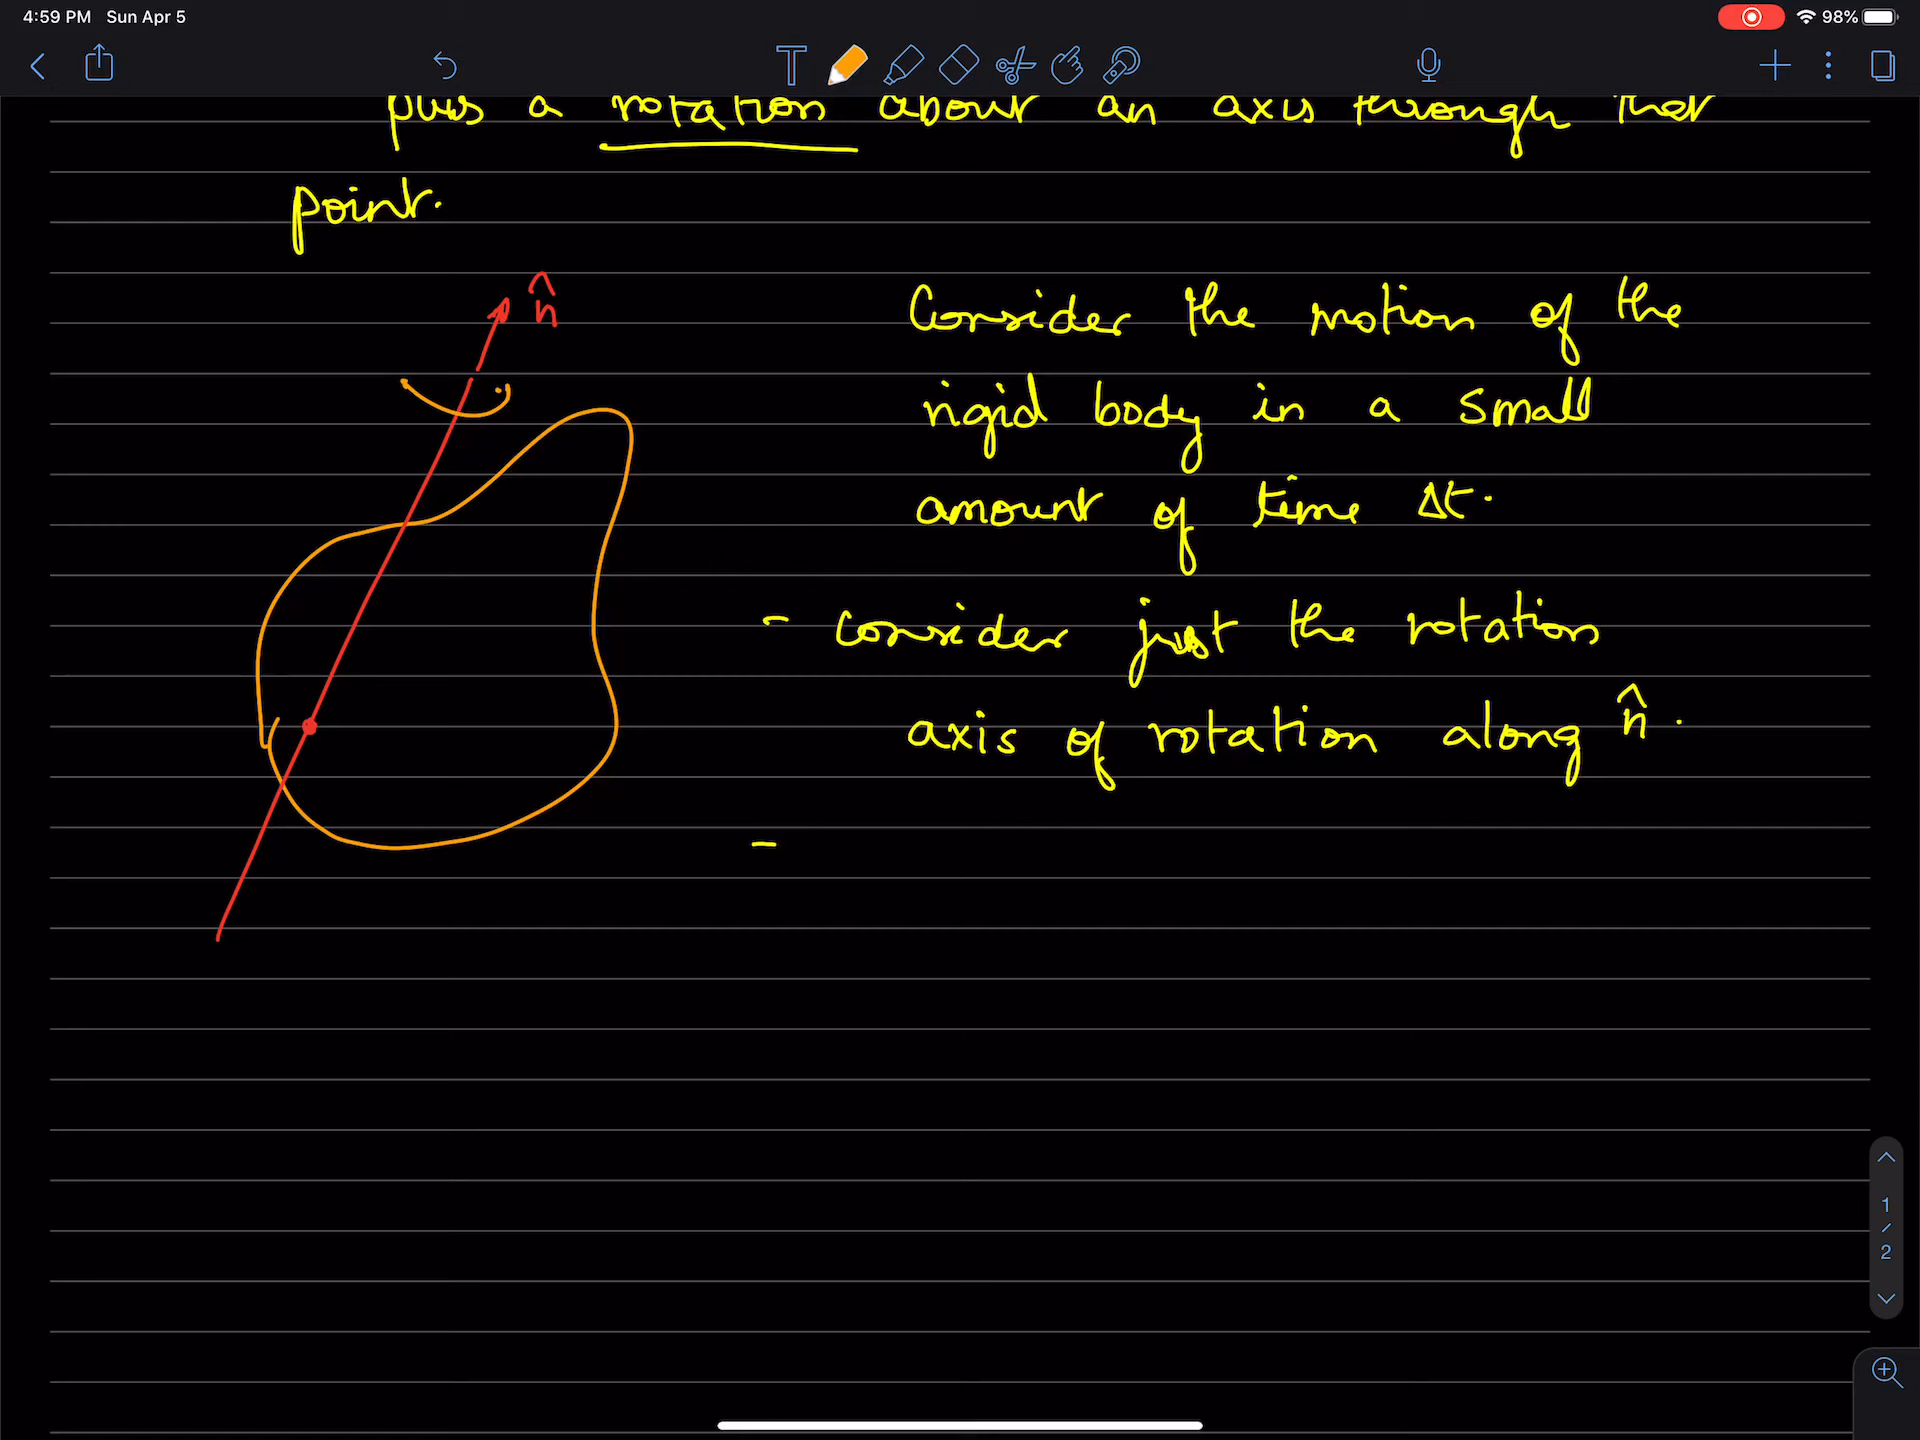 4:59 PM Sun Apr 5
98%
plus a rotation about an axis through that
point.
n̂
Consider the motion of the
rigid body in a small
amount of time Δt.
- consider just the rotation
axis of rotation along n̂.
-
1
/
2